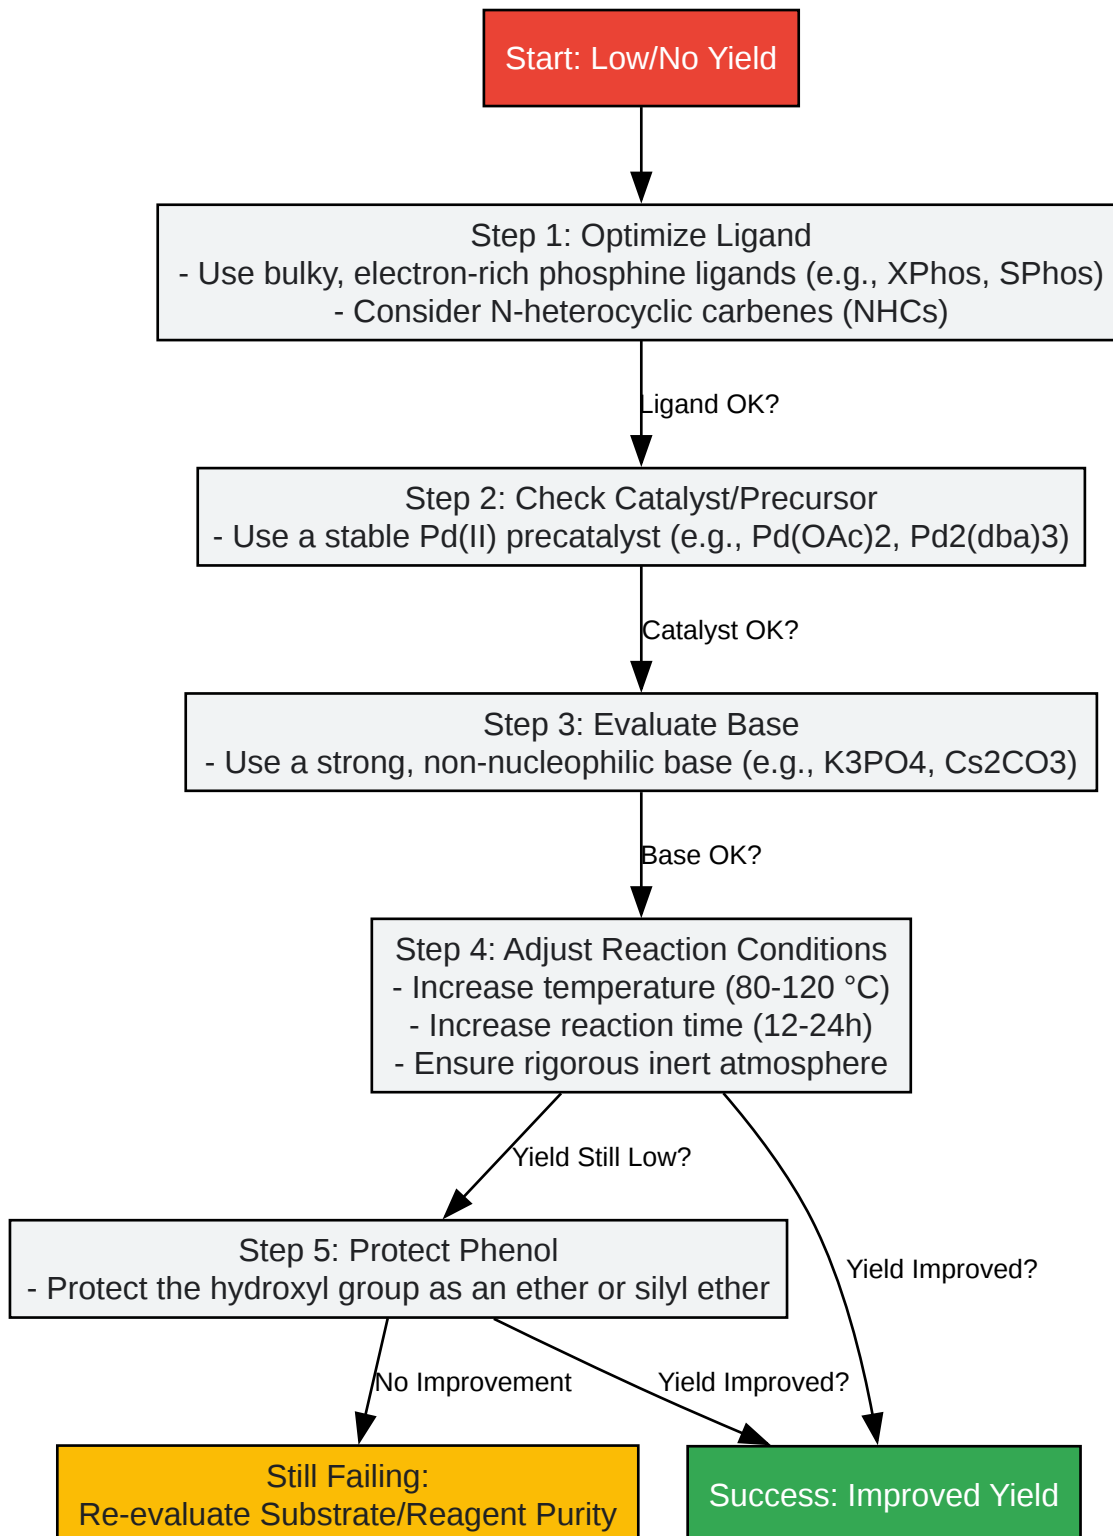 Start: Low/No Yield
Step 1: Optimize Ligand
- Use bulky, electron-rich phosphine ligands (e.g., XPhos, SPhos)
- Consider N-heterocyclic carbenes (NHCs)
Ligand OK?
Step 2: Check Catalyst/Precursor
- Use a stable Pd(II) precatalyst (e.g., Pd(OAc)2, Pd2(dba)3)
Catalyst OK?
Step 3: Evaluate Base
- Use a strong, non-nucleophilic base (e.g., K3PO4, Cs2CO3)
Base OK?
Step 4: Adjust Reaction Conditions
- Increase temperature (80-120 °C)
- Increase reaction time (12-24h)
- Ensure rigorous inert atmosphere
Yield Still Low?
Step 5: Protect Phenol
- Protect the hydroxyl group as an ether or silyl ether
Yield Improved?
No Improvement
Yield Improved?
Still Failing:
Re-evaluate Substrate/Reagent Purity
Success: Improved Yield